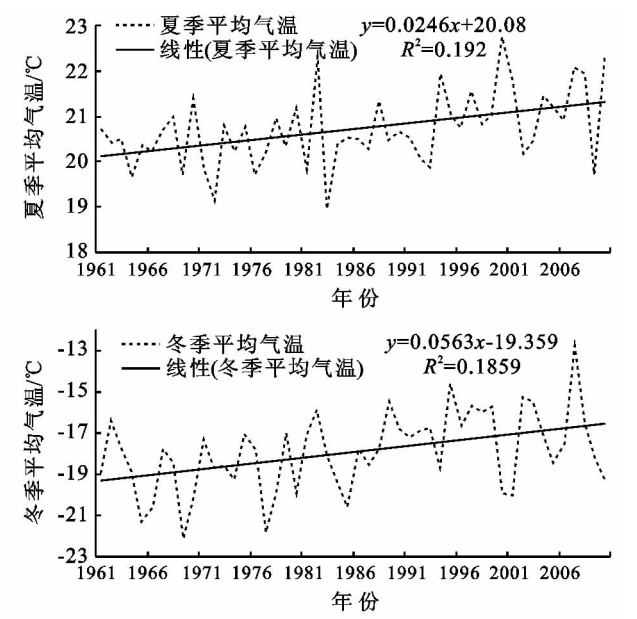 夏季平均气温 y=0.0246x+20.08
线性(夏季平均气温) R²=0.192
夏季平均气温/℃
23
22
21
20
19
18
1961 1966 1971 1976 1981 1986 1991 1996 2001 2006
年份
冬季平均气温 y=0.0563x-19.359
线性(冬季平均气温) R²=0.1859
冬季平均气温/℃
-13
-15
-17
-19
-21
-23
1961 1966 1971 1976 1981 1986 1991 1996 2001 2006
年份